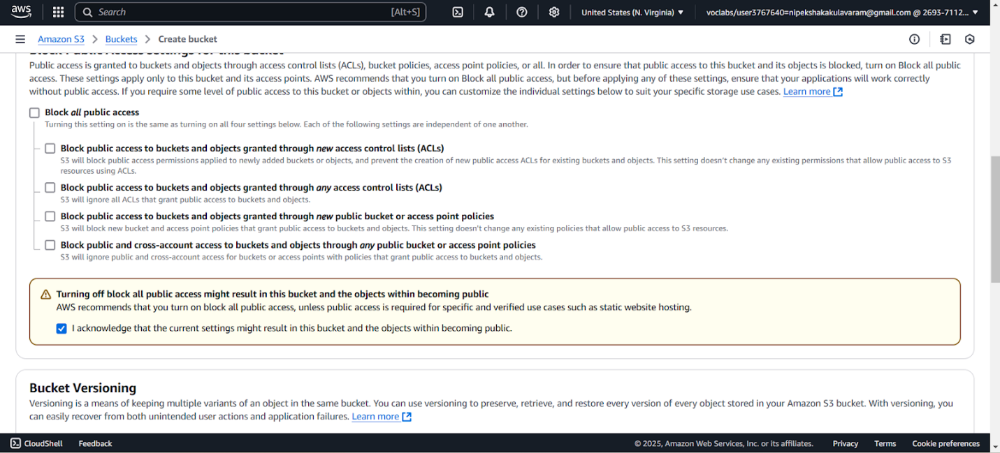 aws
Search
[Alt+S]
United States (N. Virginia)
voclabs/user3767640=nipekshakakulavaram@gmail.com @ 2693-7112...
Amazon S3
Buckets
Create bucket
Block Public Access settings for this bucket
Public access is granted to buckets and objects through access control lists (ACLs), bucket policies, access point policies, or all. In order to ensure that public access to this bucket and its objects is blocked, turn on Block all public
access. These settings apply only to this bucket and its access points. AWS recommends that you turn on Block all public access, but before applying any of these settings, ensure that your applications will work correctly
without public access. If you require some level of public access to this bucket or objects within, you can customize the individual settings below to suit your specific storage use cases. Learn more
Block all public access
Turning this setting on is the same as turning on all four settings below. Each of the following settings are independent of one another.
Block public access to buckets and objects granted through new access control lists (ACLs)
S3 will block public access permissions applied to newly added buckets or objects, and prevent the creation of new public access ACLs for existing buckets and objects. This setting doesn't change any existing permissions that allow public access to S3
resources using ACLs.
Block public access to buckets and objects granted through any access control lists (ACLs)
S3 will ignore all ACLs that grant public access to buckets and objects.
Block public access to buckets and objects granted through new public bucket or access point policies
S3 will block new bucket and access point policies that grant public access to buckets and objects. This setting doesn't change any existing policies that allow public access to S3 resources.
Block public and cross-account access to buckets and objects through any public bucket or access point policies
S3 will ignore public and cross-account access for buckets or access points with policies that grant public access to buckets and objects.
Turning off block all public access might result in this bucket and the objects within becoming public
AWS recommends that you turn on block all public access, unless public access is required for specific and verified use cases such as static website hosting.
I acknowledge that the current settings might result in this bucket and the objects within becoming public.
Bucket Versioning
Versioning is a means of keeping multiple variants of an object in the same bucket. You can use versioning to preserve, retrieve, and restore every version of every object stored in your Amazon S3 bucket. With versioning, you
can easily recover from both unintended user actions and application failures. Learn more
CloudShell
Feedback
© 2025, Amazon Web Services, Inc. or its affiliates.
Privacy
Terms
Cookie preferences